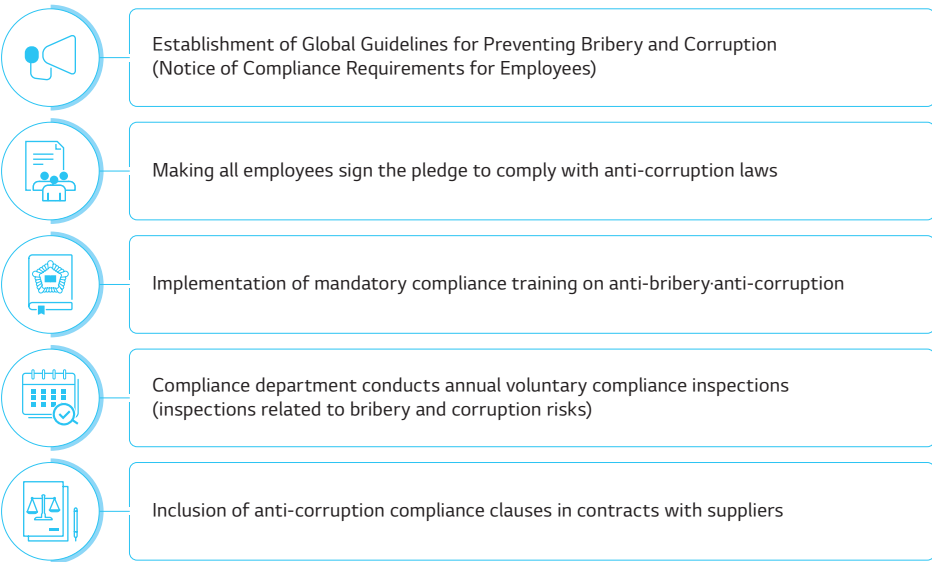 Establishment of Global Guidelines for Preventing Bribery and Corruption
(Notice of Compliance Requirements for Employees)
Making all employees sign the pledge to comply with anti-corruption laws
Implementation of mandatory compliance training on anti-bribery·anti-corruption
Compliance department conducts annual voluntary compliance inspections
(inspections related to bribery and corruption risks)
Inclusion of anti-corruption compliance clauses in contracts with suppliers